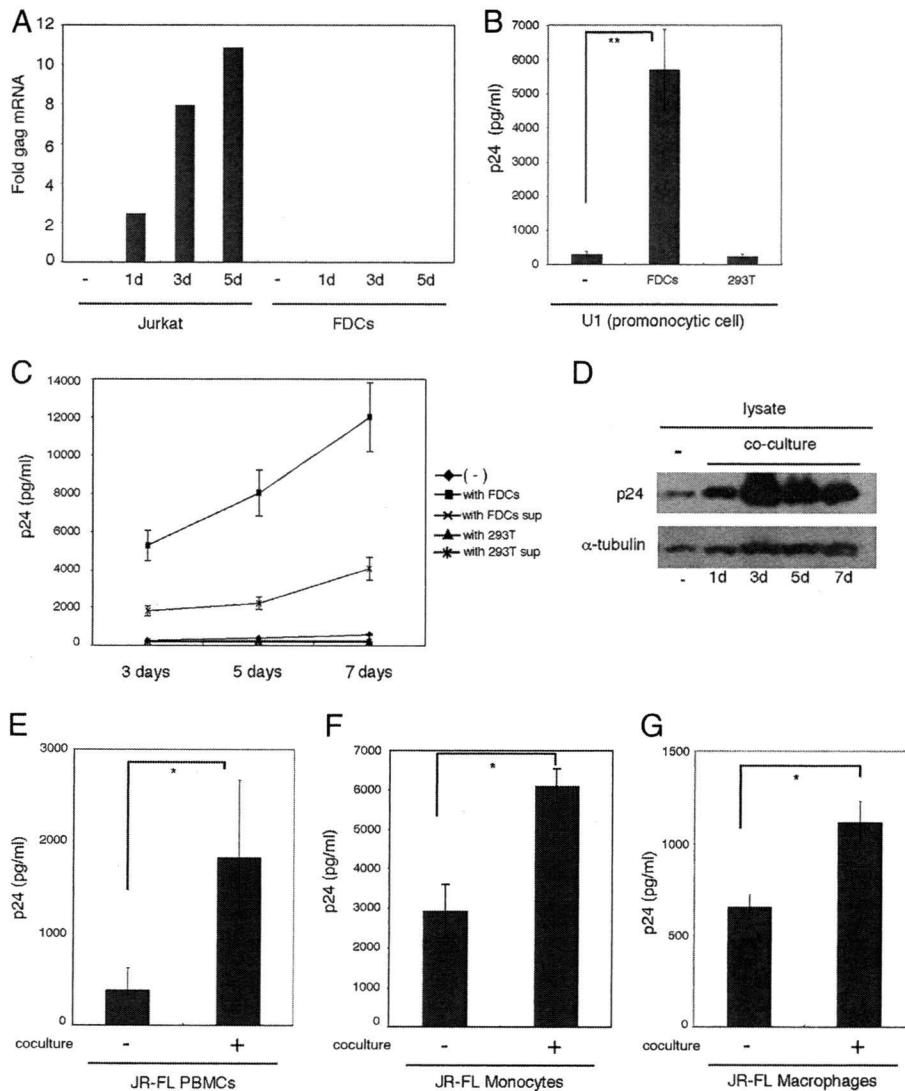 A
Fold gag mRNA
12
10
8
6
4
2
0
- 1d 3d 5d - 1d 3d 5d
Jurkat FDCs
B
p24 (pg/ml)
7000
6000
5000
4000
3000
2000
1000
0
**
- FDCs 293T
U1 (promonocytic cell)
C
p24 (pg/ml)
14000
12000
10000
8000
6000
4000
2000
0
3 days 5 days 7 days
(-)
with FDCs
with FDCs sup
with 293T
with 293T sup
D
lysate
- co-culture
p24
α-tubulin
- 1d 3d 5d 7d
E
p24 (pg/ml)
3000
2000
1000
0
*
coculture - +
JR-FL PBMCs
F
p24 (pg/ml)
7000
6000
5000
4000
3000
2000
1000
0
*
coculture - +
JR-FL Monocytes
G
p24 (pg/ml)
1500
1000
500
0
*
coculture - +
JR-FL Macrophages